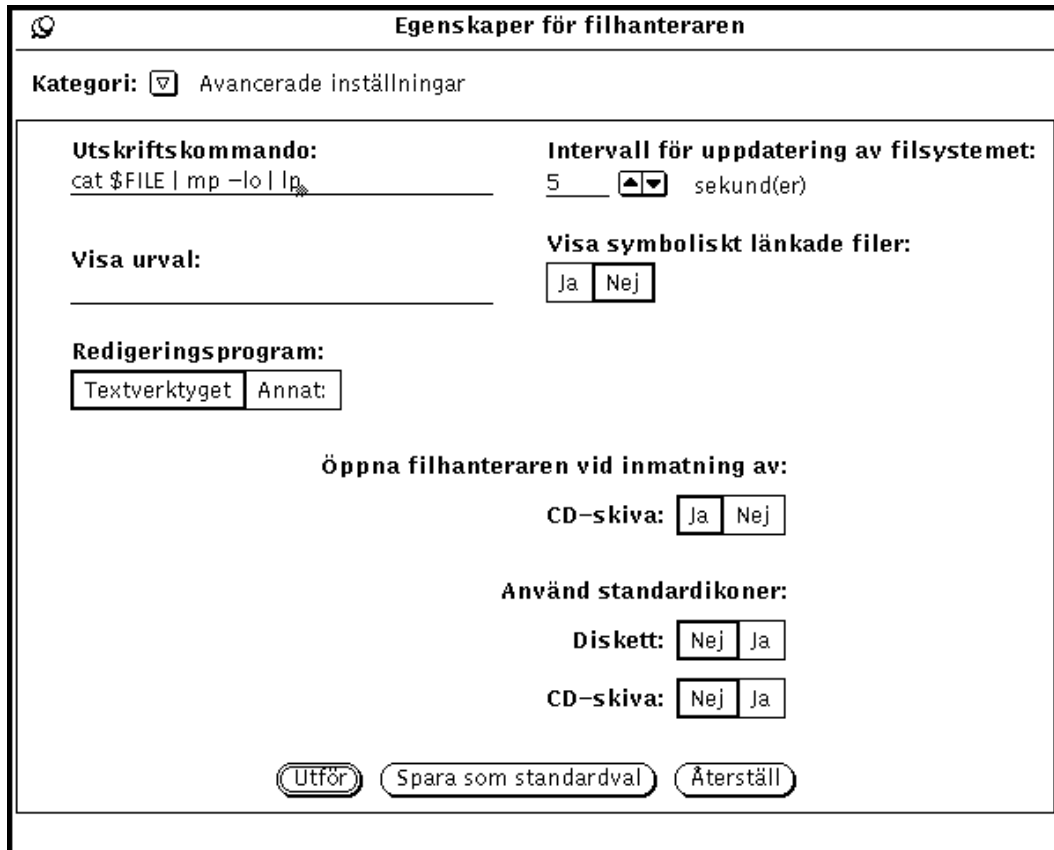 Egenskaper för filhanteraren
Kategori: Avancerade inställningar
Utskriftskommando:
cat $FILE | mp –lo | lp
Intervall för uppdatering av filsystemet:
5 sekund(er)
Visa urval:
Visa symboliskt länkade filer:
Ja Nej
Redigeringsprogram:
Textverktyget Annat:
Öppna filhanteraren vid inmatning av:
CD–skiva: Ja Nej
Använd standardikoner:
Diskett: Nej Ja
CD–skiva: Nej Ja
Utför Spara som standardval Återställ